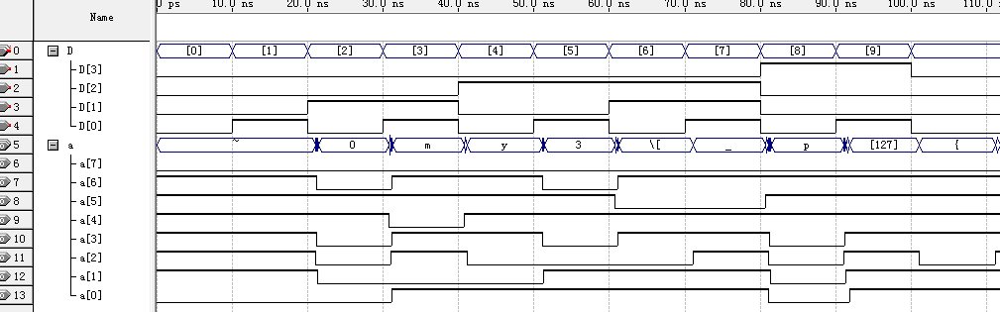 0 ps 10.0 ns 20.0 ns 30.0 ns 40.0 ns 50.0 ns 60.0 ns 70.0 ns 80.0 ns 90.0 ns 100.0 ns 110.0
Name
0 D [0] [1] [2] [3] [4] [5] [6] [7] [8] [9]
1 D[3]
2 D[2]
3 D[1]
4 D[0]
5 a ~ O m y 3 \[ _ p [127] {
6 a[7]
7 a[6]
8 a[5]
9 a[4]
10 a[3]
11 a[2]
12 a[1]
13 a[0]